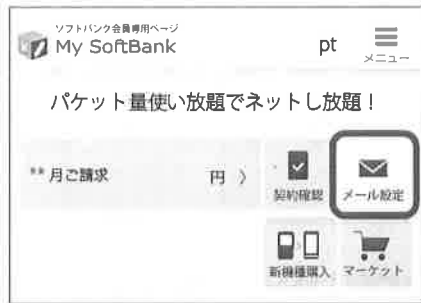 ソフトバンク会員専用ページ
My SoftBank
pt
メニュー
パケット量使い放題でネットし放題！
**月ご請求
円 〉
契約確認
メール設定
新機種購入
マーケット